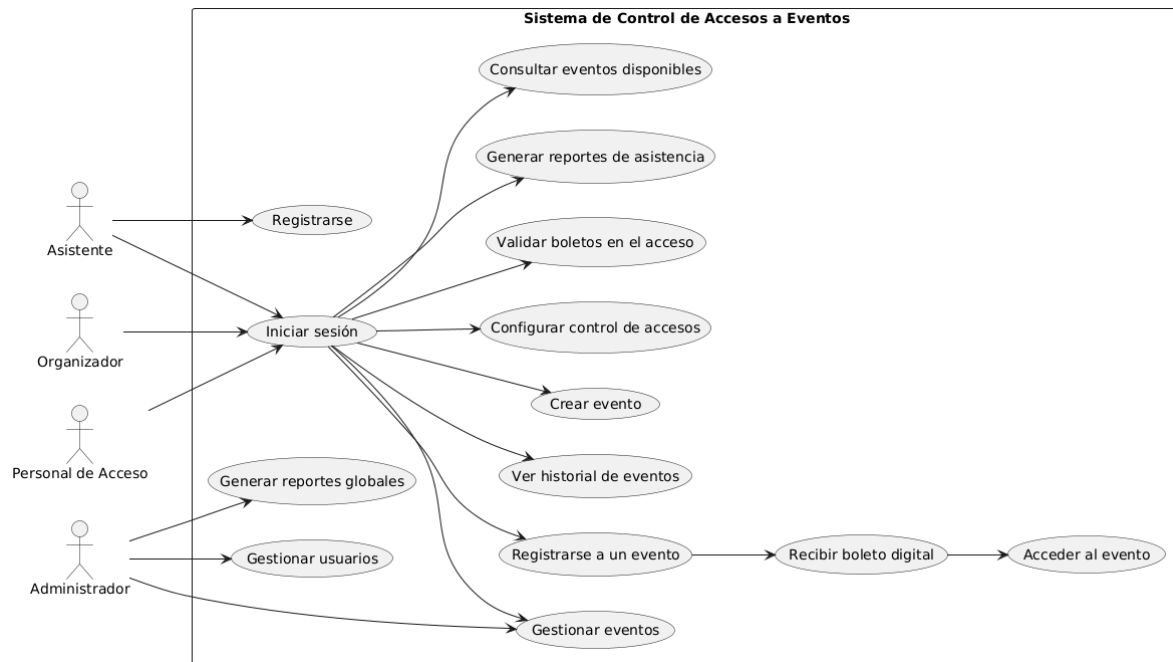 Sistema de Control de Accesos a Eventos
Consultar eventos disponibles
Generar reportes de asistencia
Registrarse
Asistente
Validar boletos en el acceso
Configurar control de accesos
Iniciar sesión
Organizador
Crear evento
Personal de Acceso
Ver historial de eventos
Generar reportes globales
Registrarse a un evento
Recibir boleto digital
Acceder al evento
Gestionar usuarios
Administrador
Gestionar eventos